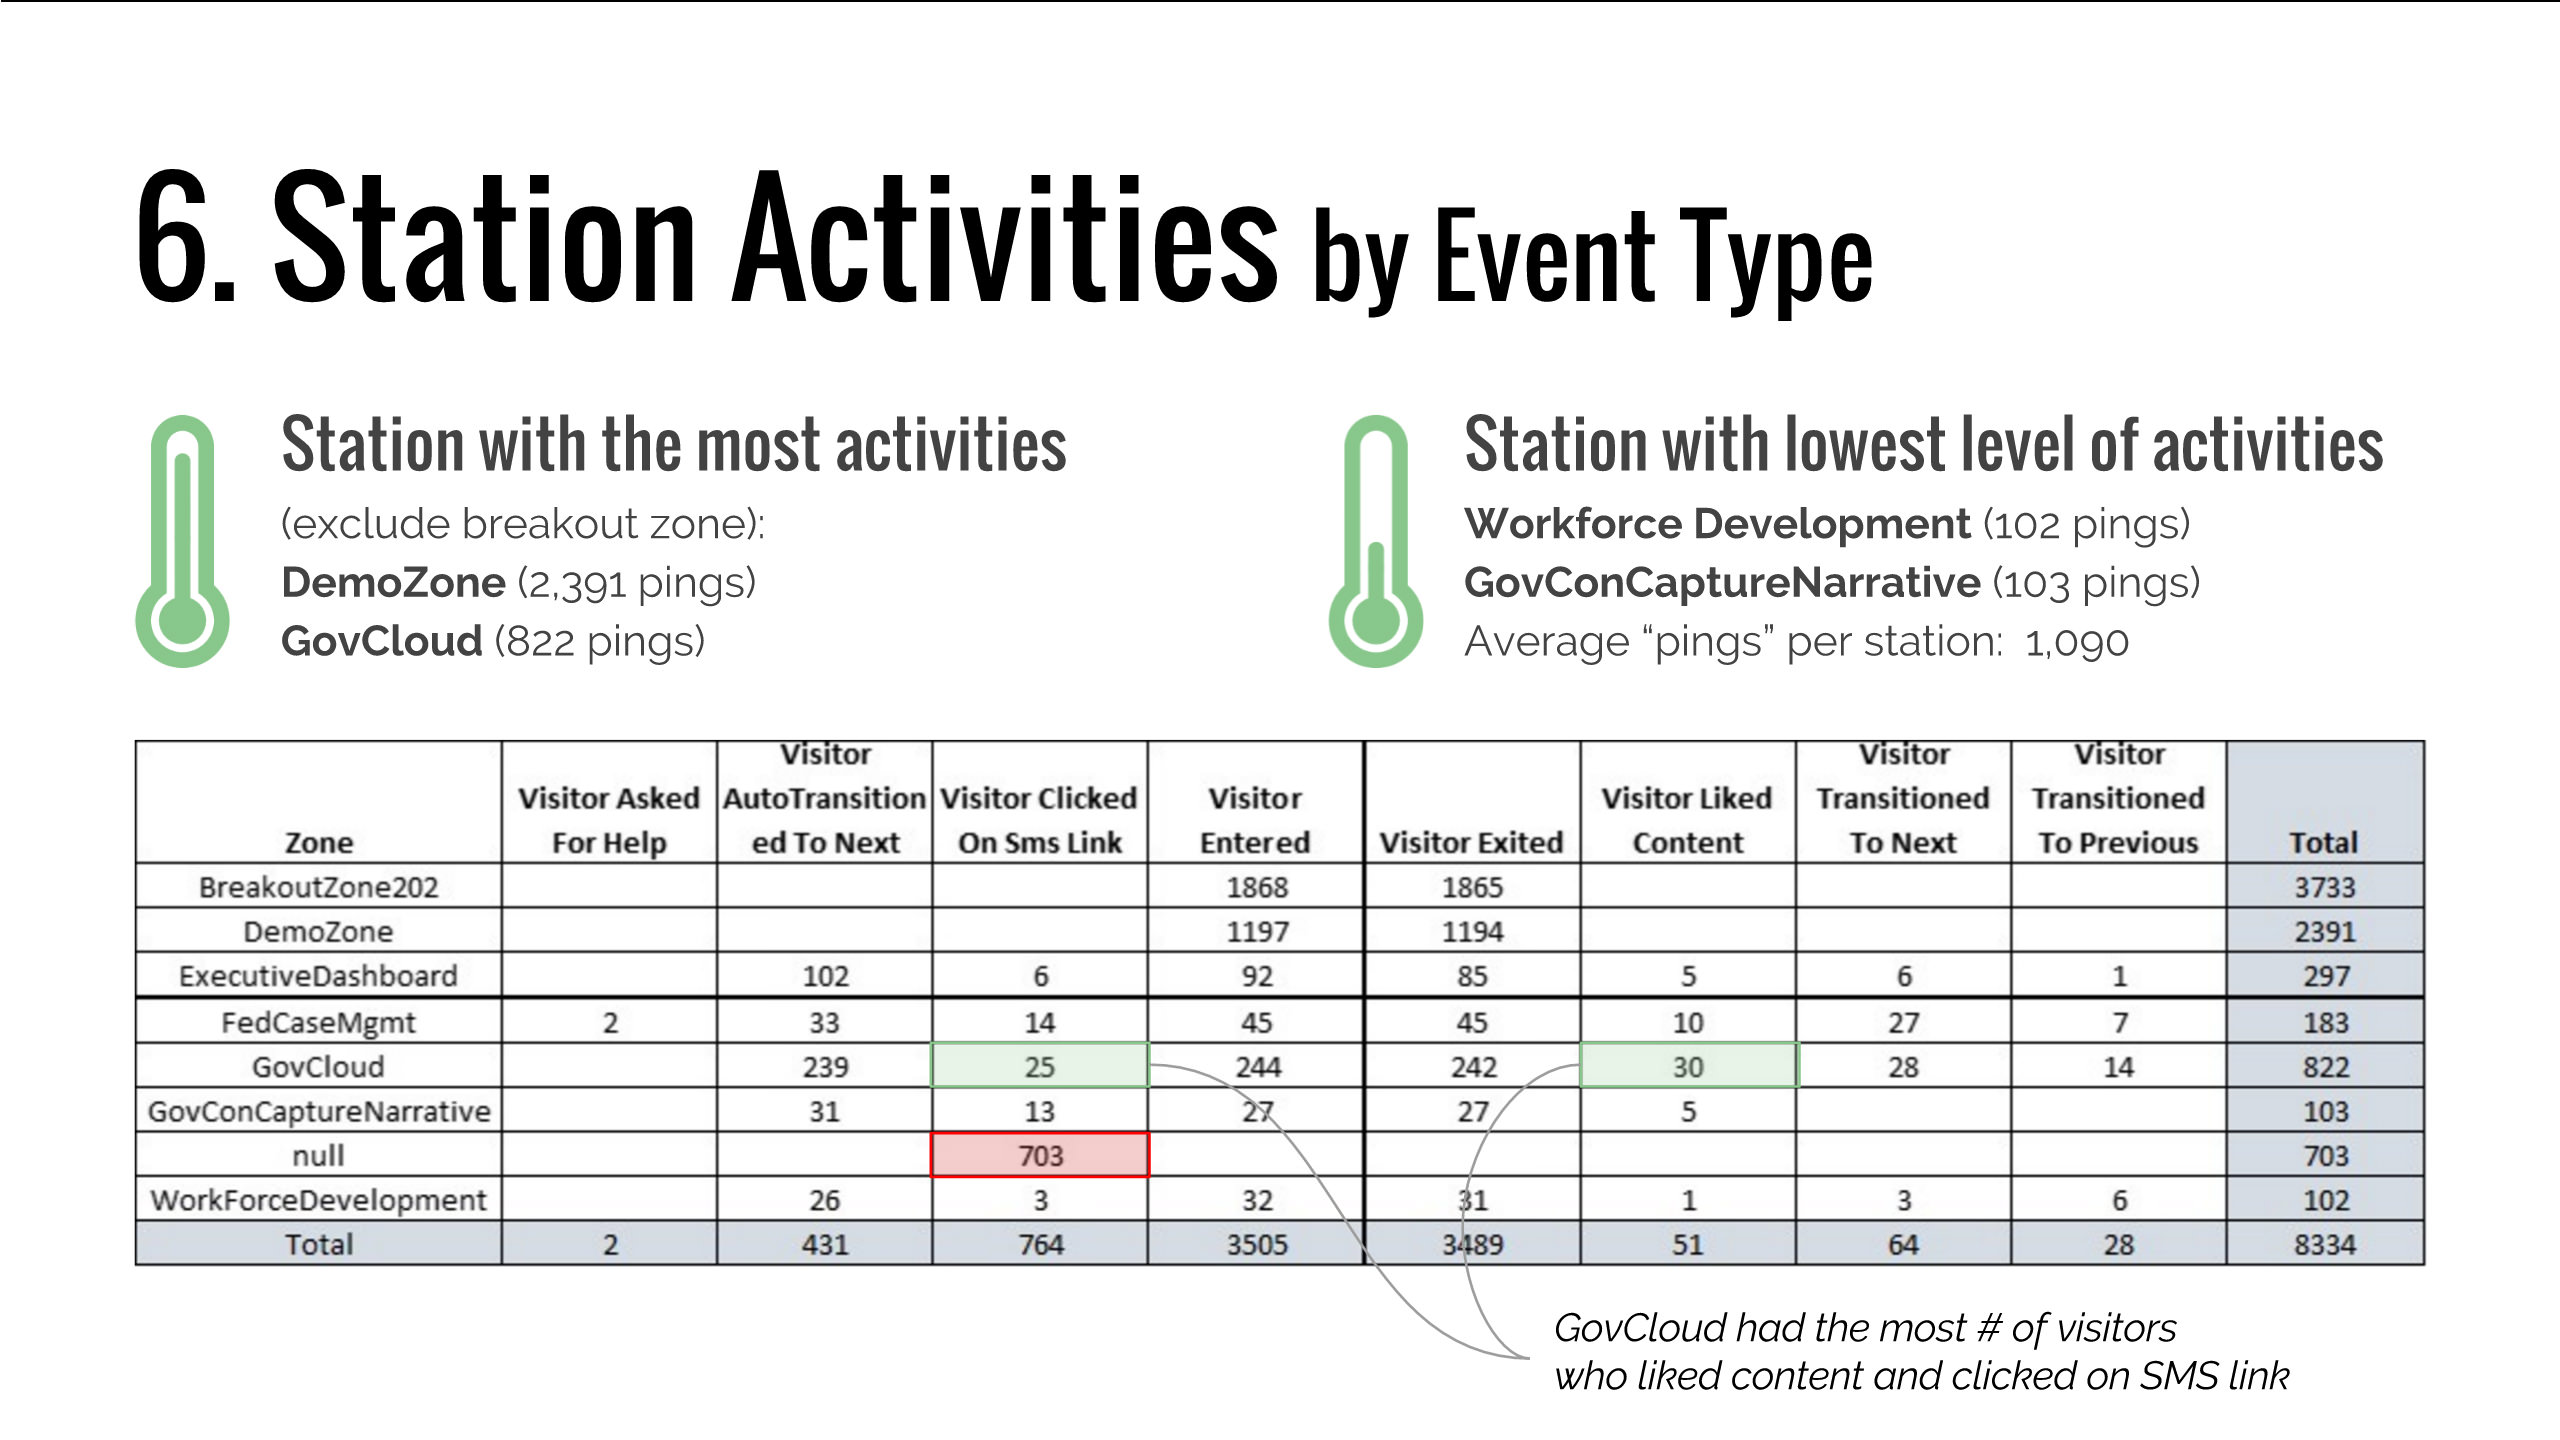 6. Station Activities by Event Type
Station with the most activities
(exclude breakout zone):
DemoZone (2,391 pings)
GovCloud (822 pings)
Station with lowest level of activities
Workforce Development (102 pings)
GovConCaptureNarrative (103 pings)
Average “pings” per station: 1,090
Zone Visitor Asked For Help Visitor AutoTransitioned To Next Visitor Clicked On Sms Link Visitor Entered Visitor Exited Visitor Liked Content Visitor Transitioned To Next Visitor Transitioned To Previous Total
BreakoutZone202 1868 1865 3733
DemoZone 1197 1194 2391
ExecutiveDashboard 102 6 92 85 5 6 1 297
FedCaseMgmt 2 33 14 45 45 10 27 7 183
GovCloud 239 25 244 242 30 28 14 822
GovConCaptureNarrative 31 13 27 27 5 103
null 703 703
WorkForceDevelopment 26 3 32 31 1 3 6 102
Total 2 431 764 3505 3489 51 64 28 8334
GovCloud had the most # of visitors
who liked content and clicked on SMS link